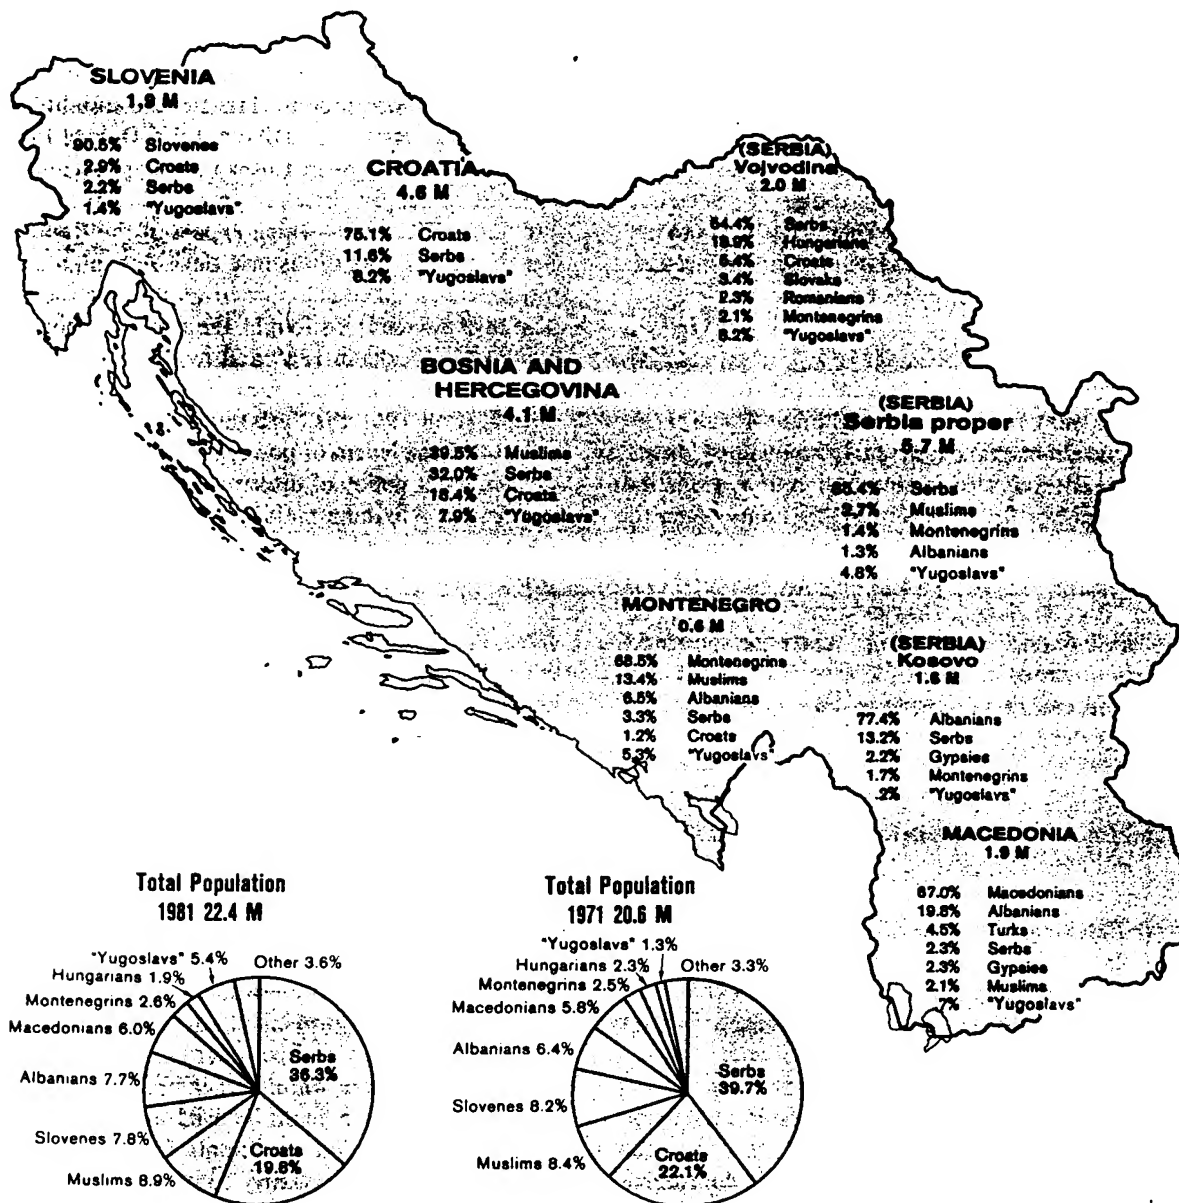 SLOVENIA
1.9 M
90.5% Slovenes
2.9% Croats
2.2% Serbs
1.4% "Yugoslavs"
CROATIA
4.6 M
75.1% Croats
11.6% Serbs
8.2% "Yugoslavs"
(SERBIA)
Vojvodina
2.0 M
54.4% Serbs
18.9% Hungarians
5.4% Croats
3.4% Slovaks
2.3% Romanians
2.1% Montenegrins
8.2% "Yugoslavs"
BOSNIA AND
HERCEGOVINA
4.1 M
39.5% Muslims
32.0% Serbs
18.4% Croats
7.9% "Yugoslavs"
(SERBIA)
Serbia proper
5.7 M
85.4% Serbs
2.7% Muslims
1.4% Montenegrins
1.3% Albanians
4.8% "Yugoslavs"
MONTENEGRO
0.6 M
68.5% Montenegrins
13.4% Muslims
6.5% Albanians
3.3% Serbs
1.2% Croats
5.3% "Yugoslavs"
(SERBIA)
Kosovo
1.6 M
77.4% Albanians
13.2% Serbs
2.2% Gypsies
1.7% Montenegrins
.2% "Yugoslavs"
MACEDONIA
1.9 M
67.0% Macedonians
19.8% Albanians
4.5% Turks
2.3% Serbs
2.3% Gypsies
2.1% Muslims
.7% "Yugoslavs"
Total Population
1981 22.4 M
"Yugoslavs" 5.4%
Other 3.6%
Hungarians 1.9%
Montenegrins 2.6%
Macedonians 6.0%
Albanians 7.7%
Slovenes 7.8%
Muslims 8.9%
Serbs
36.3%
Croats
19.8%
Total Population
1971 20.6 M
"Yugoslavs" 1.3%
Other 3.3%
Hungarians 2.3%
Montenegrins 2.5%
Macedonians 5.8%
Albanians 6.4%
Slovenes 8.2%
Muslims 8.4%
Serbs
39.7%
Croats
22.1%